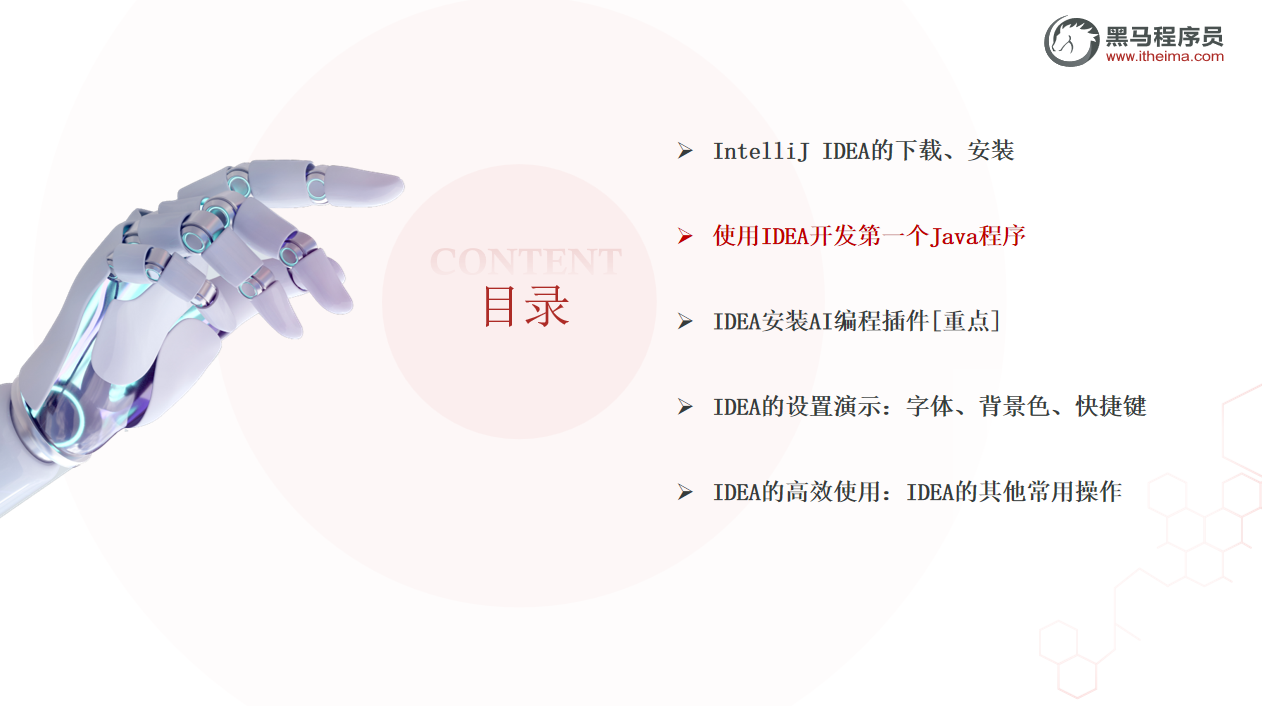 黑马程序员
www.itheima.com
CONTENT
目录
IntelliJ IDEA的下载、安装
使用IDEA开发第一个Java程序
IDEA安装AI编程插件[重点]
IDEA的设置演示：字体、背景色、快捷键
IDEA的高效使用：IDEA的其他常用操作